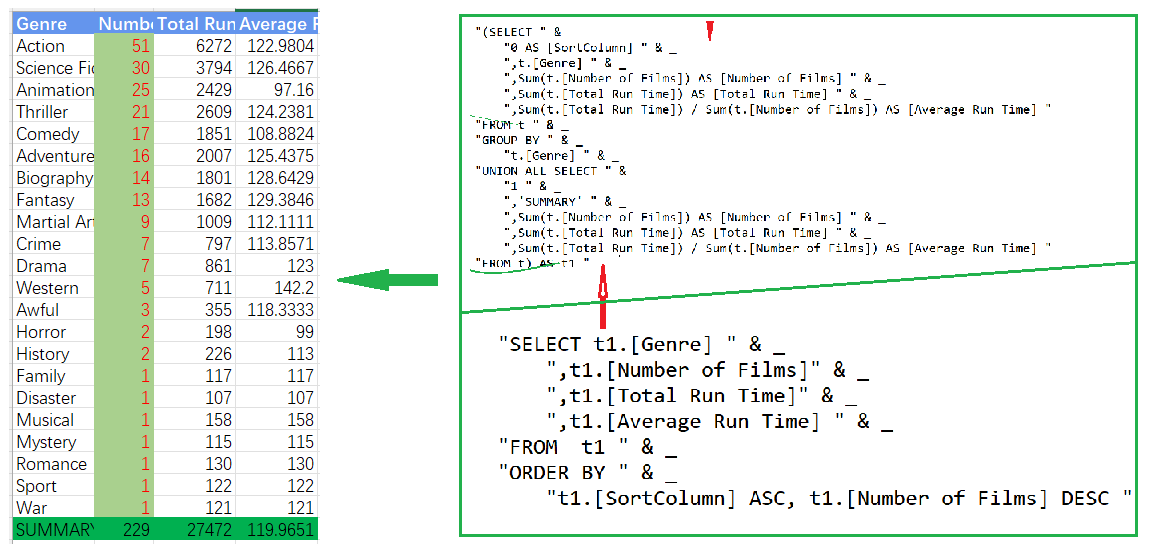 Genre Numbe Total Run Average R
Action 51 6272 122.9804
Science Fic 30 3794 126.4667
Animation 25 2429 97.16
Thriller 21 2609 124.2381
Comedy 17 1851 108.8824
Adventure 16 2007 125.4375
Biography 14 1801 128.6429
Fantasy 13 1682 129.3846
Martial Art 9 1009 112.1111
Crime 7 797 113.8571
Drama 7 861 123
Western 5 711 142.2
Awful 3 355 118.3333
Horror 2 198 99
History 2 226 113
Family 1 117 117
Disaster 1 107 107
Musical 1 158 158
Mystery 1 115 115
Romance 1 130 130
Sport 1 122 122
War 1 121 121
SUMMARY 229 27472 119.9651
"(SELECT " &
"0 AS [SortColumn] " & _
",t.[Genre] " & _
",Sum(t.[Number of Films]) AS [Number of Films] " & _
",Sum(t.[Total Run Time]) AS [Total Run Time] " & _
",Sum(t.[Total Run Time]) / Sum(t.[Number of Films]) AS [Average Run Time] "
"FROM t " & _
"GROUP BY " & _
"t.[Genre] " & _
"UNION ALL SELECT " &
"1 " & _
",'SUMMARY' " & _
",Sum(t.[Number of Films]) AS [Number of Films] " & _
",Sum(t.[Total Run Time]) AS [Total Run Time] " & _
",Sum(t.[Total Run Time]) / Sum(t.[Number of Films]) AS [Average Run Time] "
"FROM t) AS t1 "
"SELECT t1.[Genre] " & _
",t1.[Number of Films]" & _
",t1.[Total Run Time]" & _
",t1.[Average Run Time] " & _
"FROM  t1 " & _
"ORDER BY " & _
"t1.[SortColumn] ASC, t1.[Number of Films] DESC "